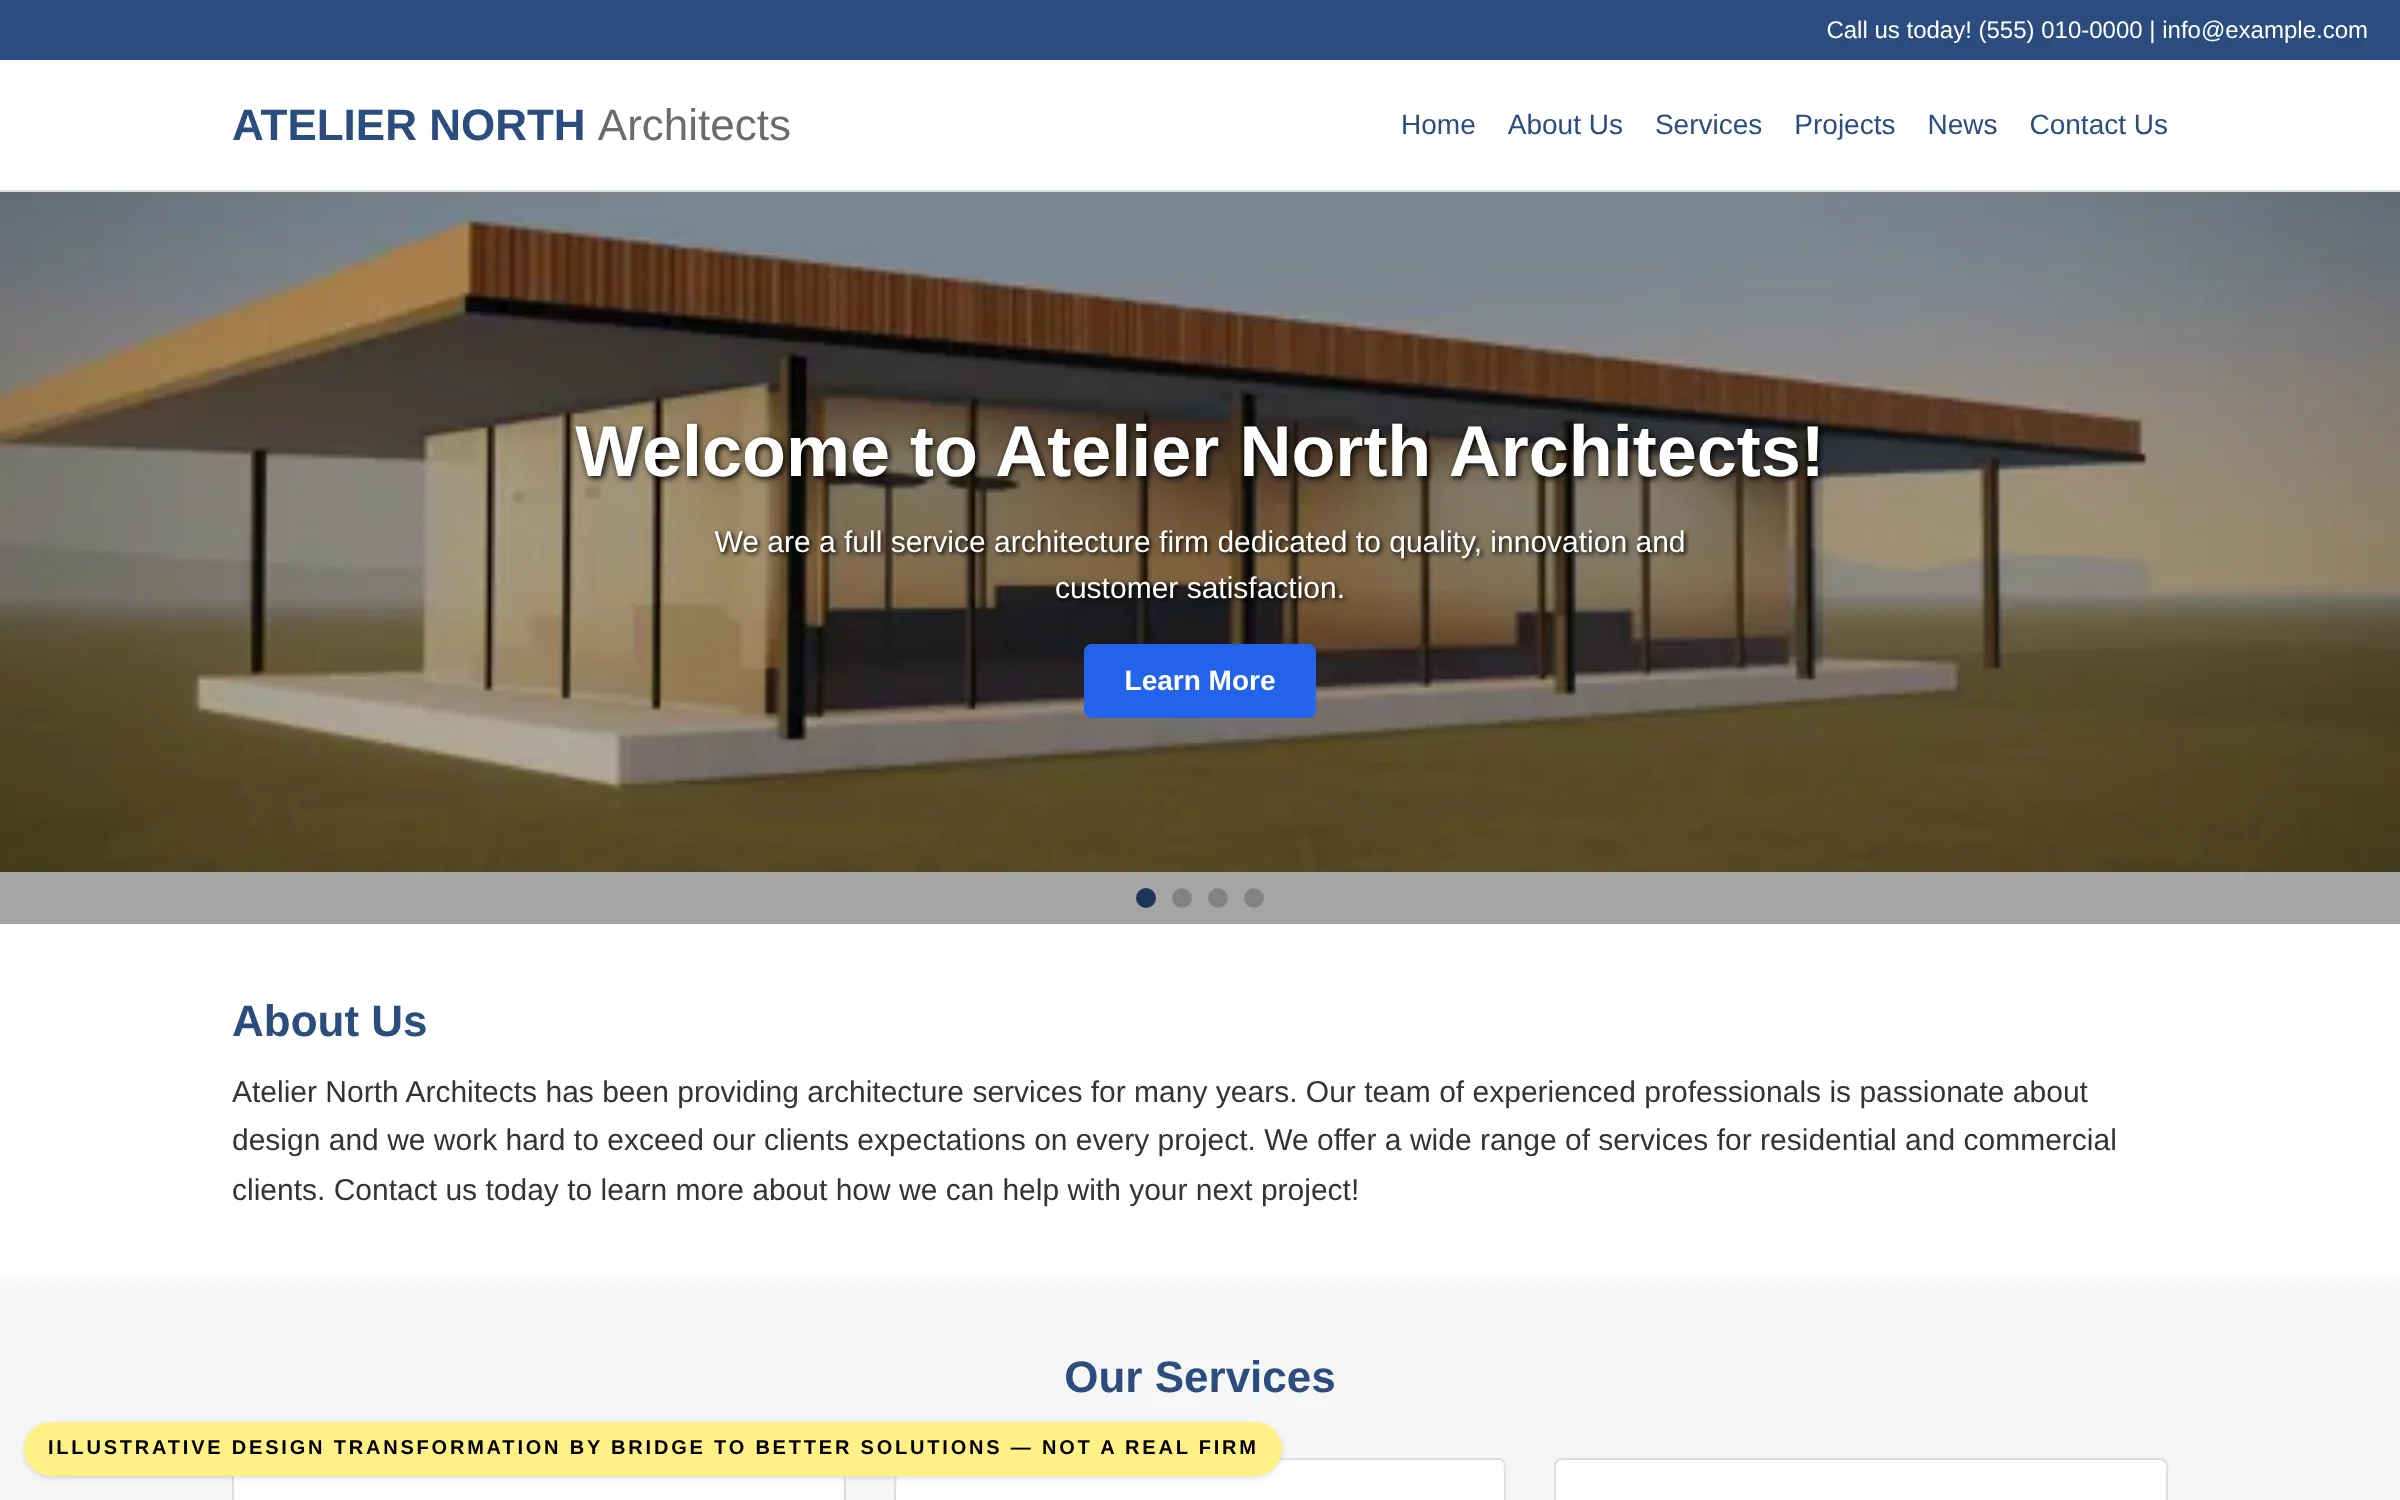 Call us today! (555) 010-0000 | info@example.com
ATELIER NORTH Architects
Home About Us Services Projects News Contact Us
Welcome to Atelier North Architects!
We are a full service architecture firm dedicated to quality, innovation and
customer satisfaction.
Learn More
About Us
Atelier North Architects has been providing architecture services for many years. Our team of experienced professionals is passionate about
design and we work hard to exceed our clients expectations on every project. We offer a wide range of services for residential and commercial
clients. Contact us today to learn more about how we can help with your next project!
Our Services
ILLUSTRATIVE DESIGN TRANSFORMATION BY BRIDGE TO BETTER SOLUTIONS — NOT A REAL FIRM